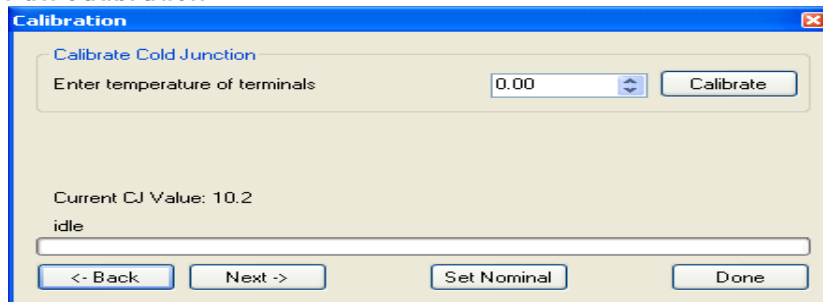 Calibration
Calibrate Cold Junction
Enter temperature of terminals 0.00 Calibrate
Current CJ Value: 10.2
idle
<- Back Next -> Set Nominal Done